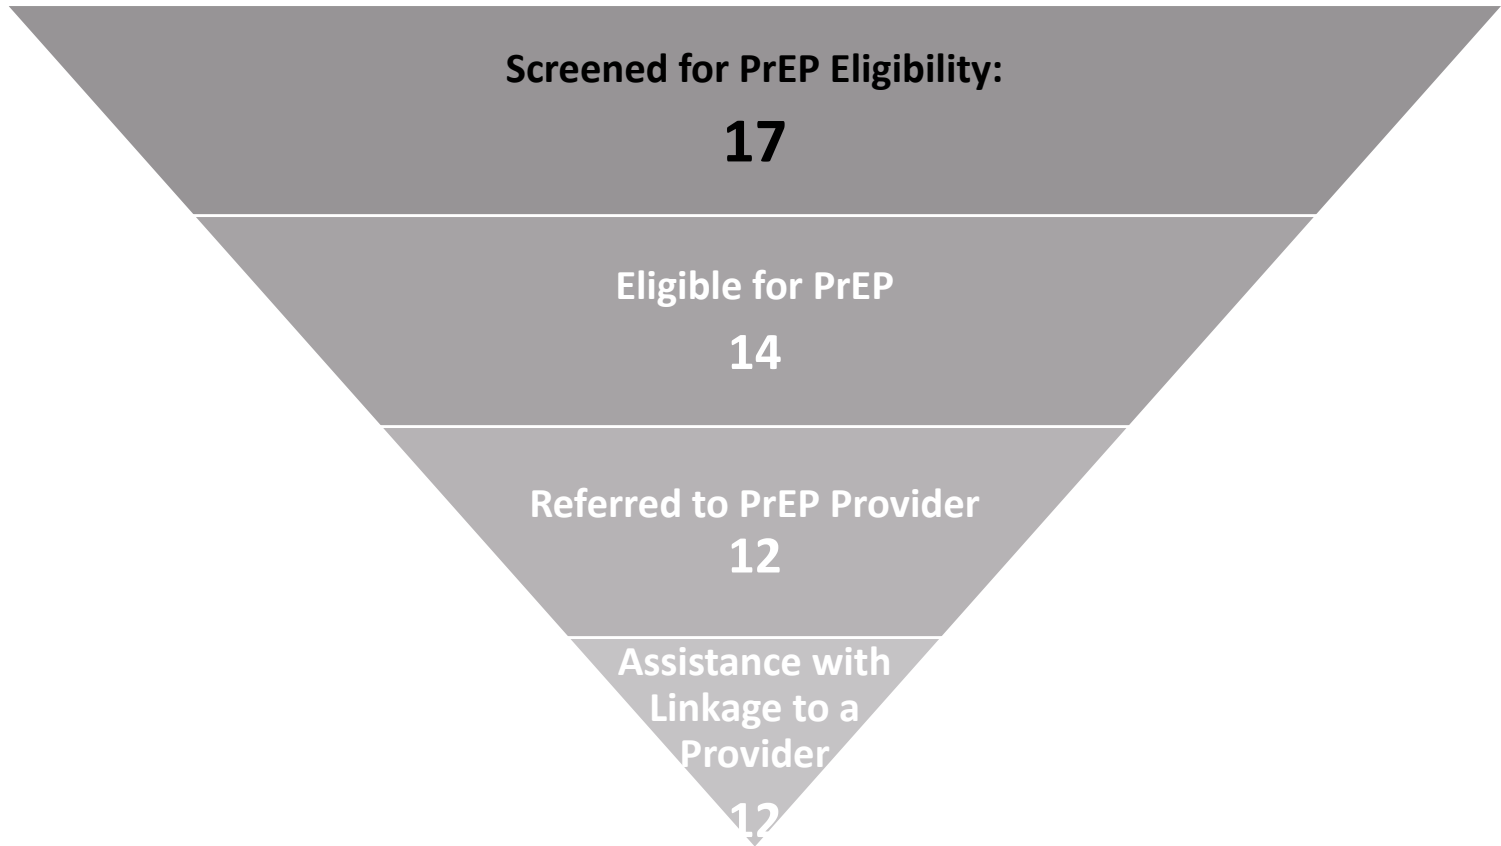 Screened for PrEP Eligibility:
17
Eligible for PrEP
14
Referred to PrEP Provider
12
Assistance with
Linkage to a
Provider
12